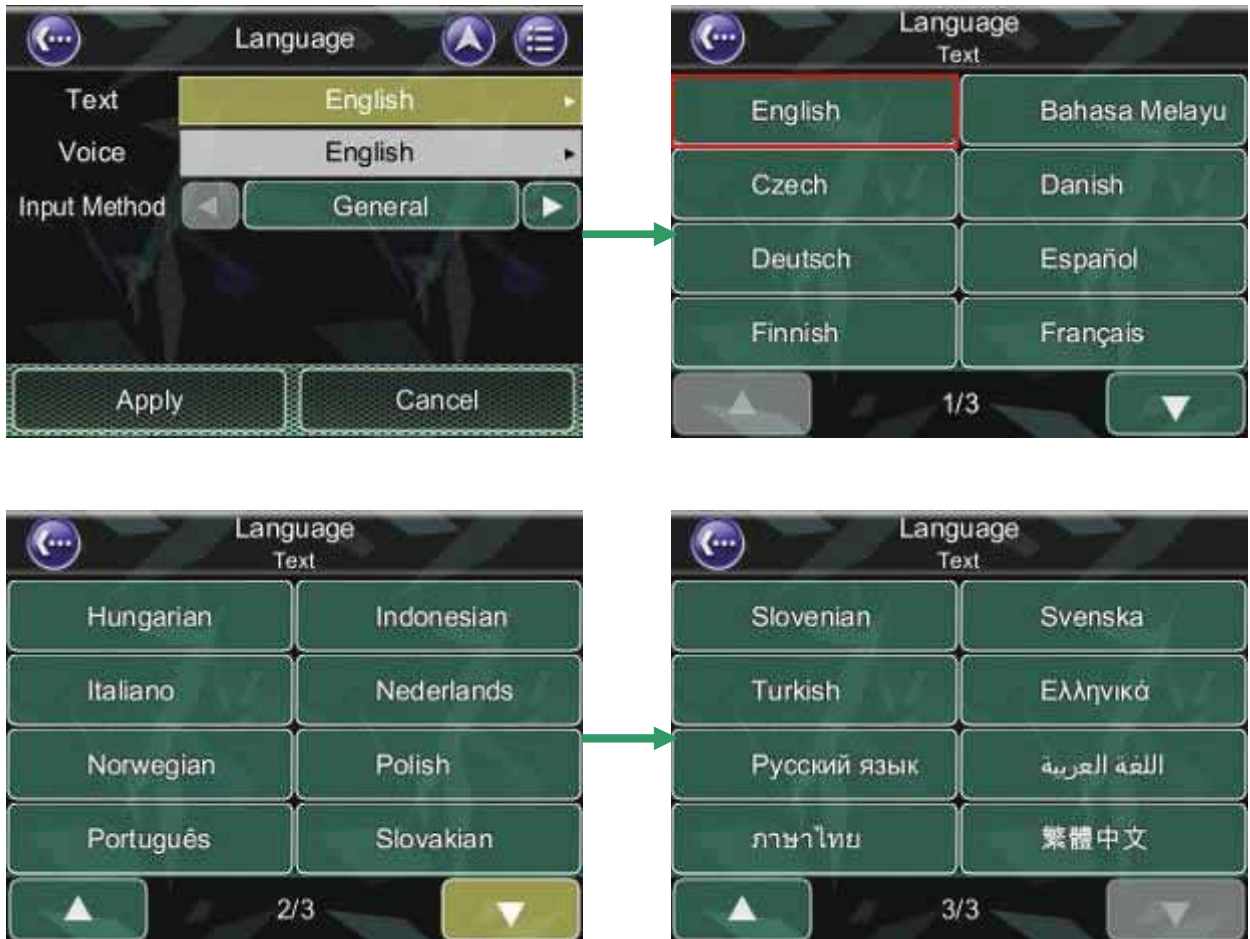 Language
Text English
Voice English
Input Method General
Apply Cancel
Language
Text
English Bahasa Melayu
Czech Danish
Deutsch Español
Finnish Français
1/3
Language
Text
Hungarian Indonesian
Italiano Nederlands
Norwegian Polish
Português Slovakian
2/3
Language
Text
Slovenian Svenska
Turkish Ελληνικά
Русский язык اللغة العربية
ภาษาไทย 繁體中文
3/3